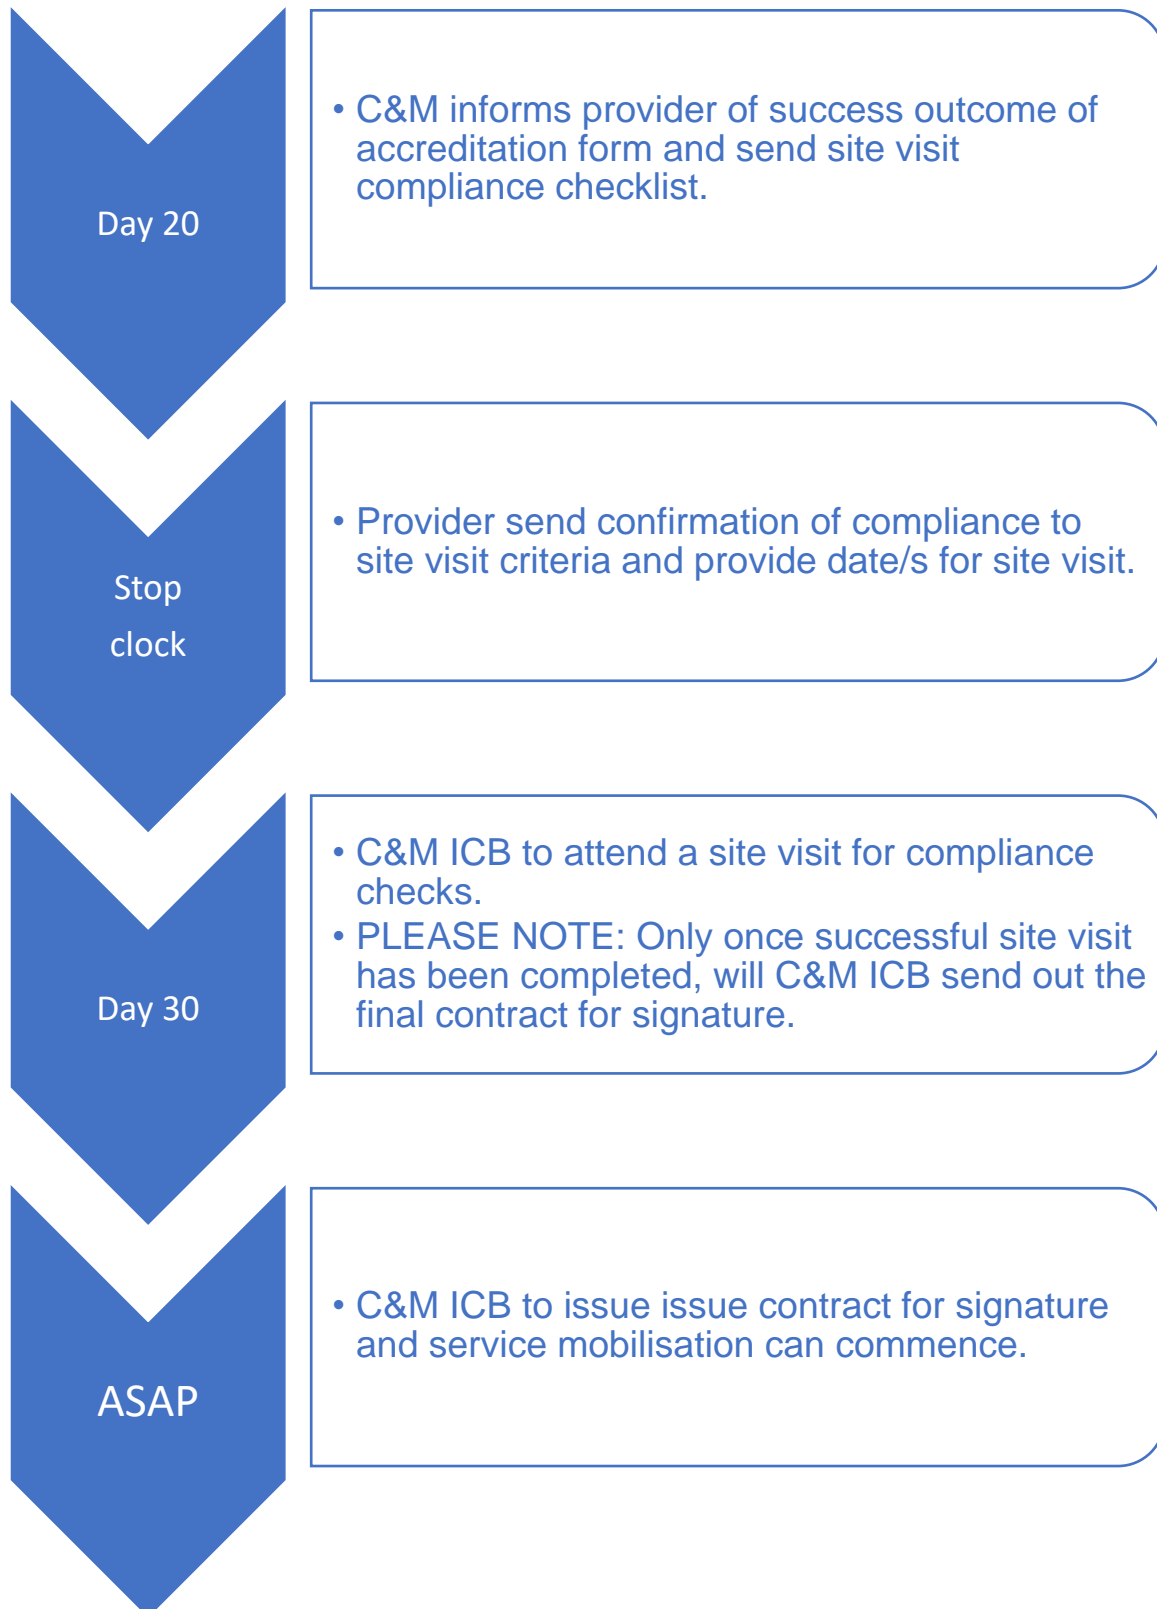 Day 20
• C&M informs provider of success outcome of
accreditation form and send site visit
compliance checklist.
Stop
clock
• Provider send confirmation of compliance to
site visit criteria and provide date/s for site visit.
Day 30
• C&M ICB to attend a site visit for compliance
checks.
• PLEASE NOTE: Only once successful site visit
has been completed, will C&M ICB send out the
final contract for signature.
ASAP
• C&M ICB to issue issue contract for signature
and service mobilisation can commence.